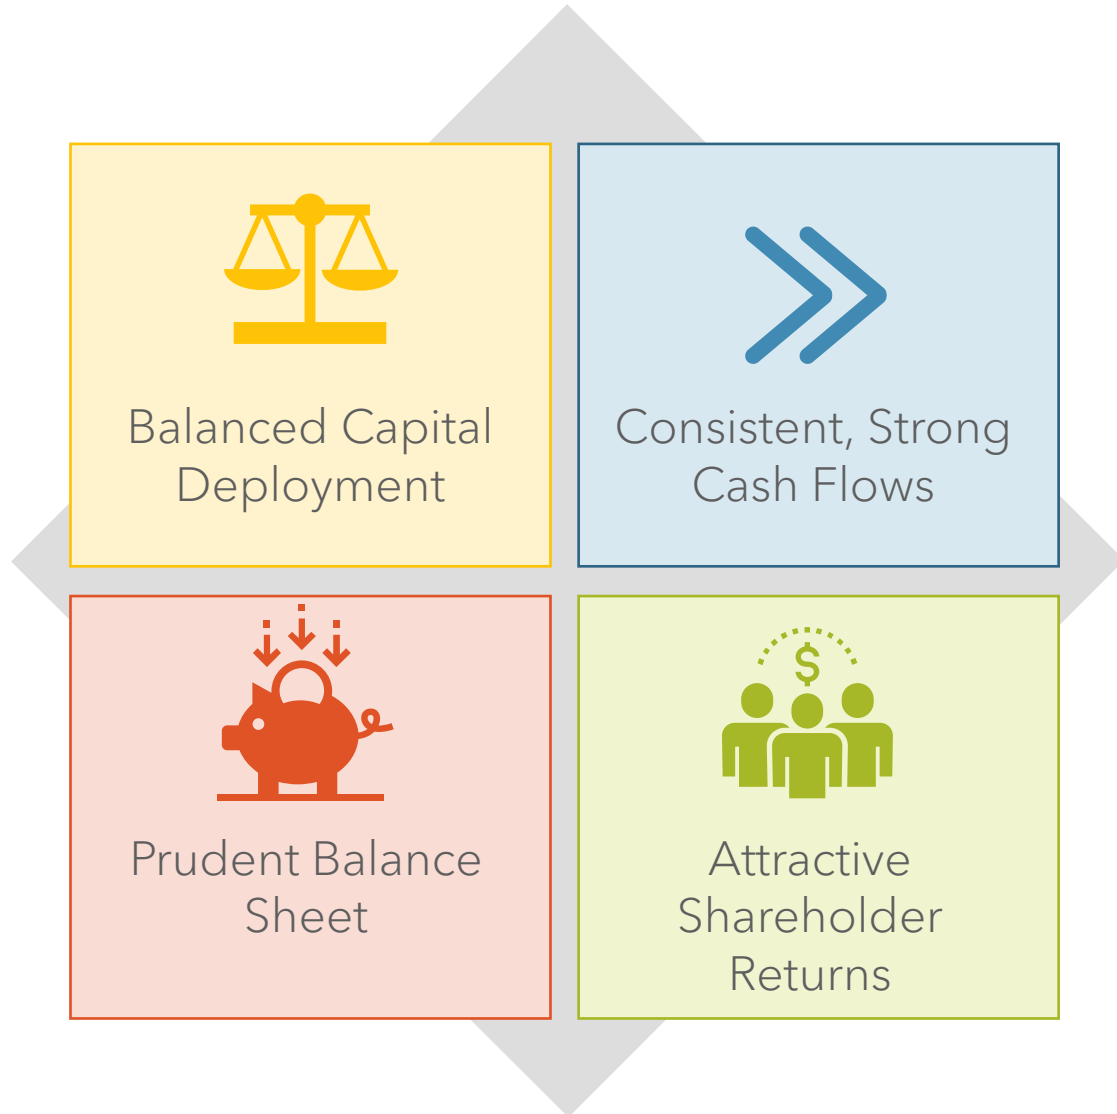 Balanced Capital
Deployment
Consistent, Strong
Cash Flows
$
Prudent Balance
Sheet
Attractive
Shareholder
Returns